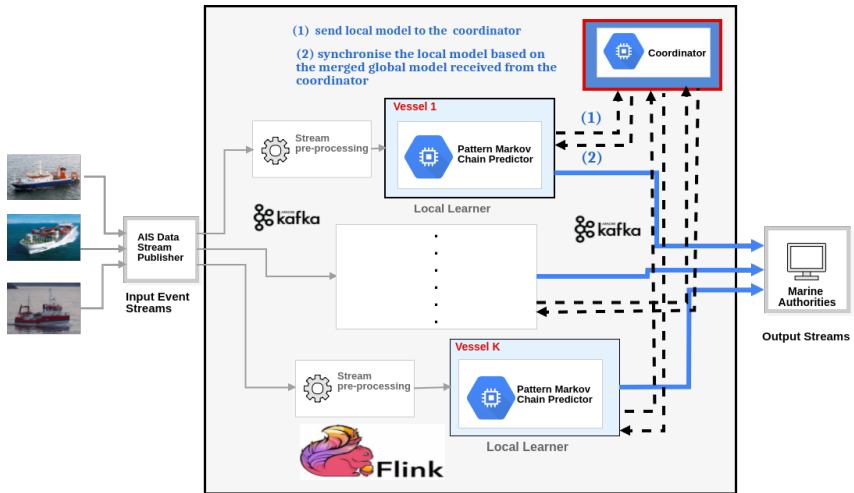 (1) send local model to the coordinator
(2) synchronise the local model based on
the merged global model received from the
coordinator
Coordinator
Vessel 1
(1)
(2)
Stream
pre-processing
Pattern Markov
Chain Predictor
Local Learner
APACHE
kafka
APACHE
kafka
AIS Data
Stream
Publisher
Input Event
Streams
Marine
Authorities
Output Streams
Vessel K
Stream
pre-processing
Pattern Markov
Chain Predictor
Local Learner
Flink